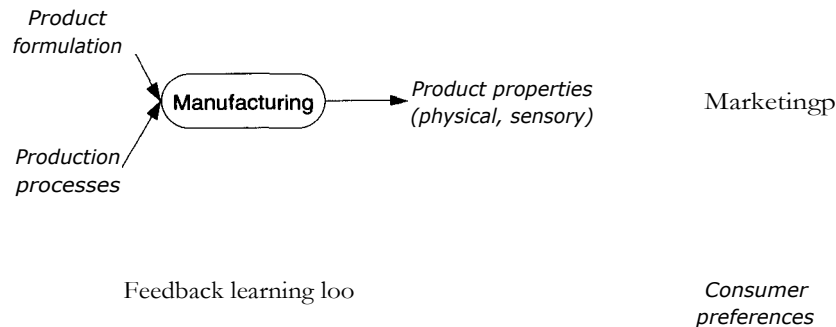 Product
formulation
Manufacturing
Product properties
(physical, sensory)
Marketingp
Production
processes
Feedback learning loo
Consumer
preferences